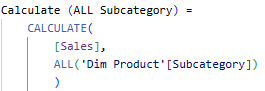 Calculate (ALL Subcategory) =
CALCULATE(
[Sales],
ALL('Dim Product'[Subcategory])
)